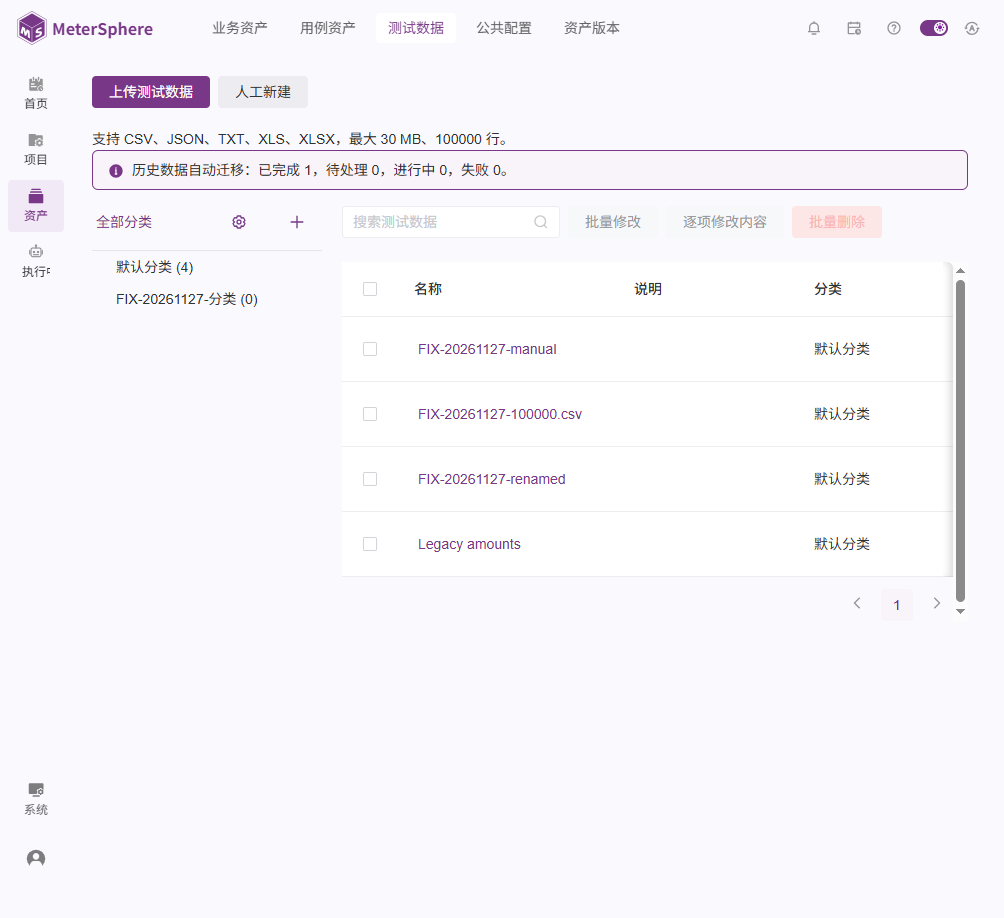 MeterSphere
业务资产 用例资产 测试数据 公共配置 资产版本
首页
项目
资产
执行中
系统
上传测试数据 人工新建
支持 CSV、JSON、TXT、XLS、XLSX，最大 30 MB、100000 行。
历史数据自动迁移：已完成 1，待处理 0，进行中 0，失败 0。
全部分类
默认分类 (4)
FIX-20261127-分类 (0)
搜索测试数据 批量修改 逐项修改内容 批量删除
名称 说明 分类
FIX-20261127-manual 默认分类
FIX-20261127-100000.csv 默认分类
FIX-20261127-renamed 默认分类
Legacy amounts 默认分类
1